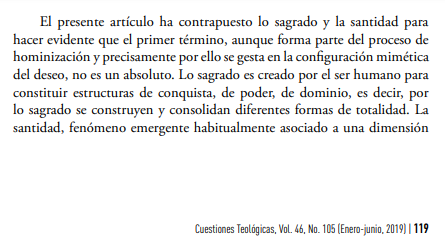 El presente artículo ha contrapuesto lo sagrado y la santidad para
hacer evidente que el primer término, aunque forma parte del proceso de
hominización y precisamente por ello se gesta en la configuración mimética
del deseo, no es un absoluto. Lo sagrado es creado por el ser humano para
constituir estructuras de conquista, de poder, de dominio, es decir, por
lo sagrado se construyen y consolidan diferentes formas de totalidad. La
santidad, fenómeno emergente habitualmente asociado a una dimensión
Cuestiones Teológicas, Vol. 46, No. 105 (Enero-junio, 2019) | 119